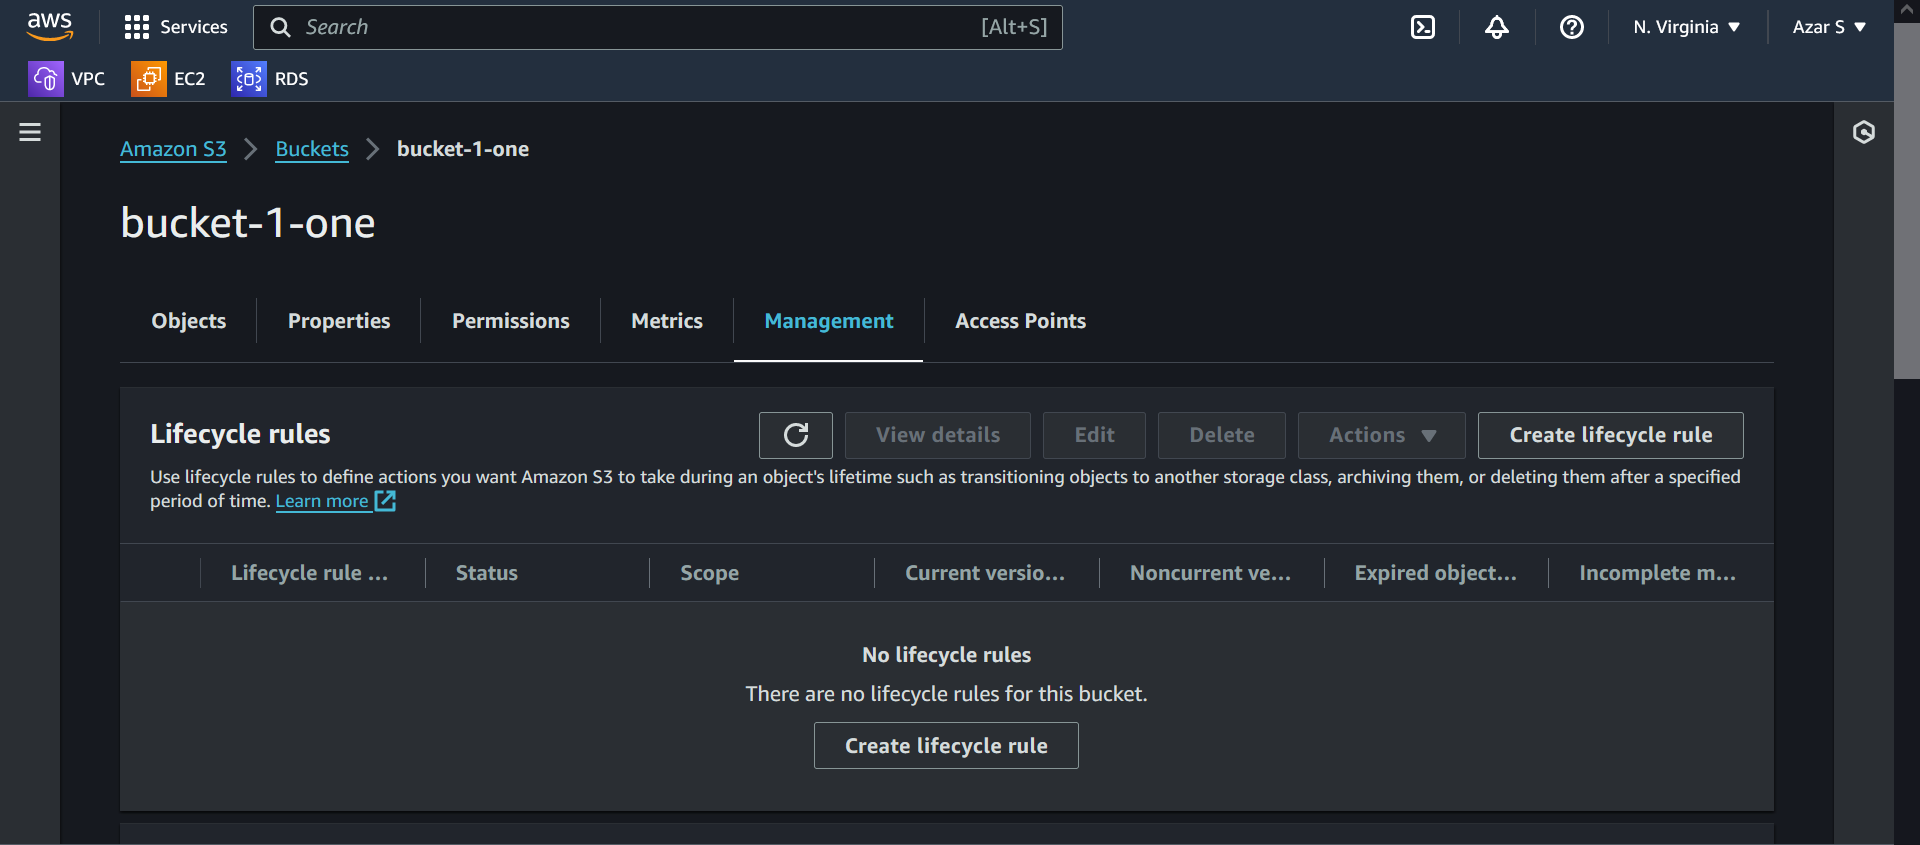 aws
Services
Search
[Alt+S]
N. Virginia
Azar S
VPC
EC2
RDS
Amazon S3
Buckets
bucket-1-one
bucket-1-one
Objects
Properties
Permissions
Metrics
Management
Access Points
Lifecycle rules
View details
Edit
Delete
Actions
Create lifecycle rule
Use lifecycle rules to define actions you want Amazon S3 to take during an object's lifetime such as transitioning objects to another storage class, archiving them, or deleting them after a specified
period of time. Learn more
Lifecycle rule ...
Status
Scope
Current versio...
Noncurrent ve...
Expired object...
Incomplete m...
No lifecycle rules
There are no lifecycle rules for this bucket.
Create lifecycle rule